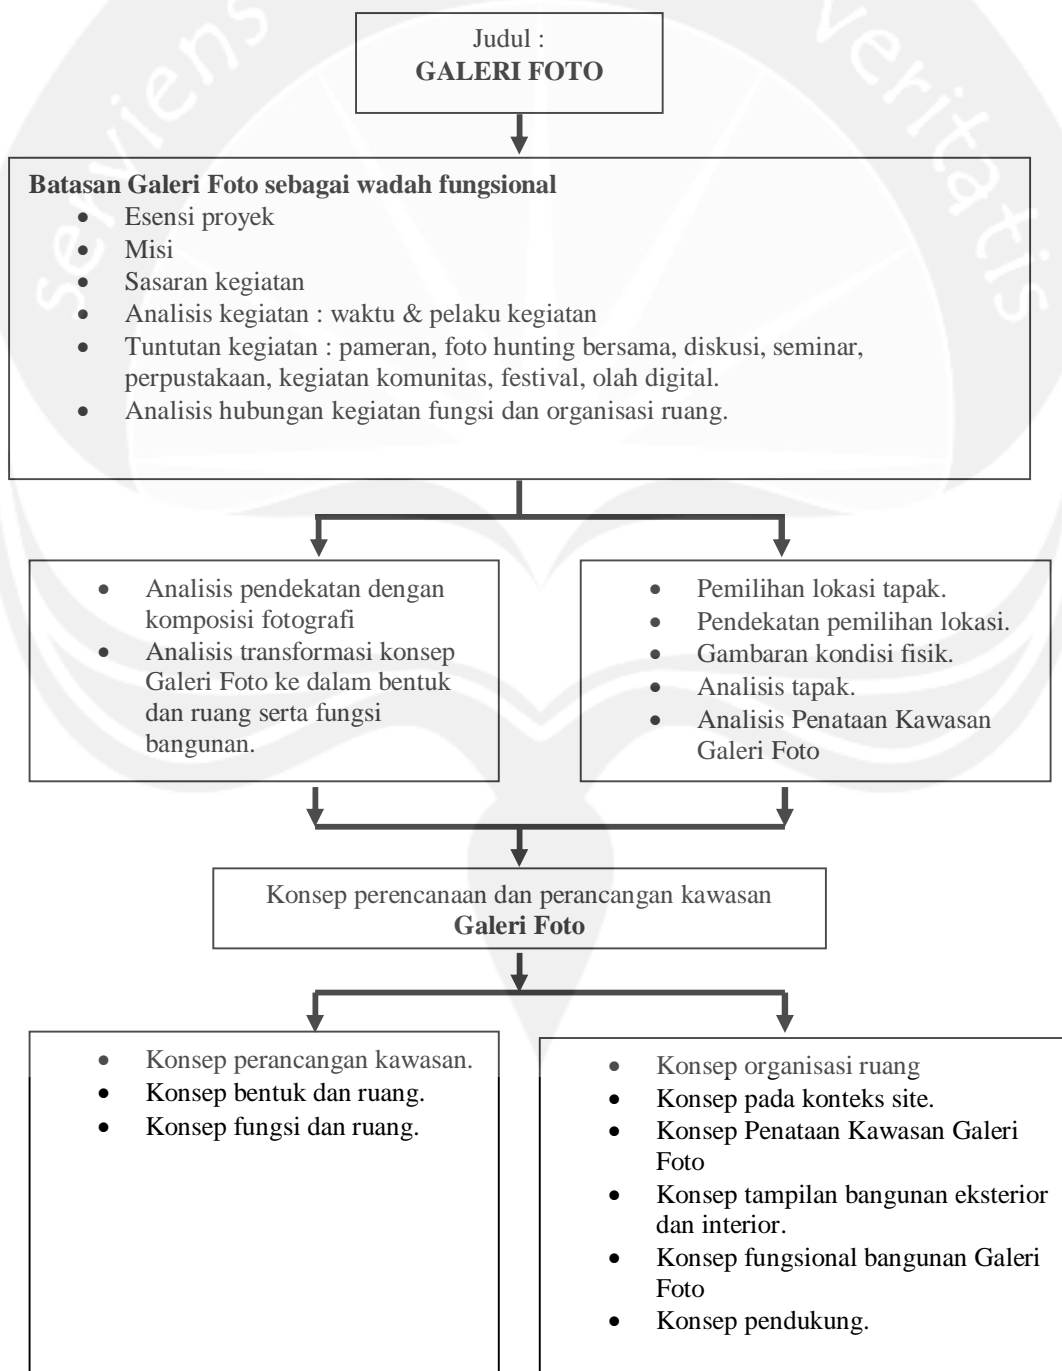 serviens
veritatis
Judul :
GALERI FOTO
Batasan Galeri Foto sebagai wadah fungsional
• Esensi proyek
• Misi
• Sasaran kegiatan
• Analisis kegiatan : waktu & pelaku kegiatan
• Tuntutan kegiatan : pameran, foto hunting bersama, diskusi, seminar,
perpustakaan, kegiatan komunitas, festival, olah digital.
• Analisis hubungan kegiatan fungsi dan organisasi ruang.
• Analisis pendekatan dengan
komposisi fotografi
• Analisis transformasi konsep
Galeri Foto ke dalam bentuk
dan ruang serta fungsi
bangunan.
• Pemilihan lokasi tapak.
• Pendekatan pemilihan lokasi.
• Gambaran kondisi fisik.
• Analisis tapak.
• Analisis Penataan Kawasan
Galeri Foto
Konsep perencanaan dan perancangan kawasan
Galeri Foto
• Konsep perancangan kawasan.
• Konsep bentuk dan ruang.
• Konsep fungsi dan ruang.
• Konsep organisasi ruang
• Konsep pada konteks site.
• Konsep Penataan Kawasan Galeri
Foto
• Konsep tampilan bangunan eksterior
dan interior.
• Konsep fungsional bangunan Galeri
Foto
• Konsep pendukung.